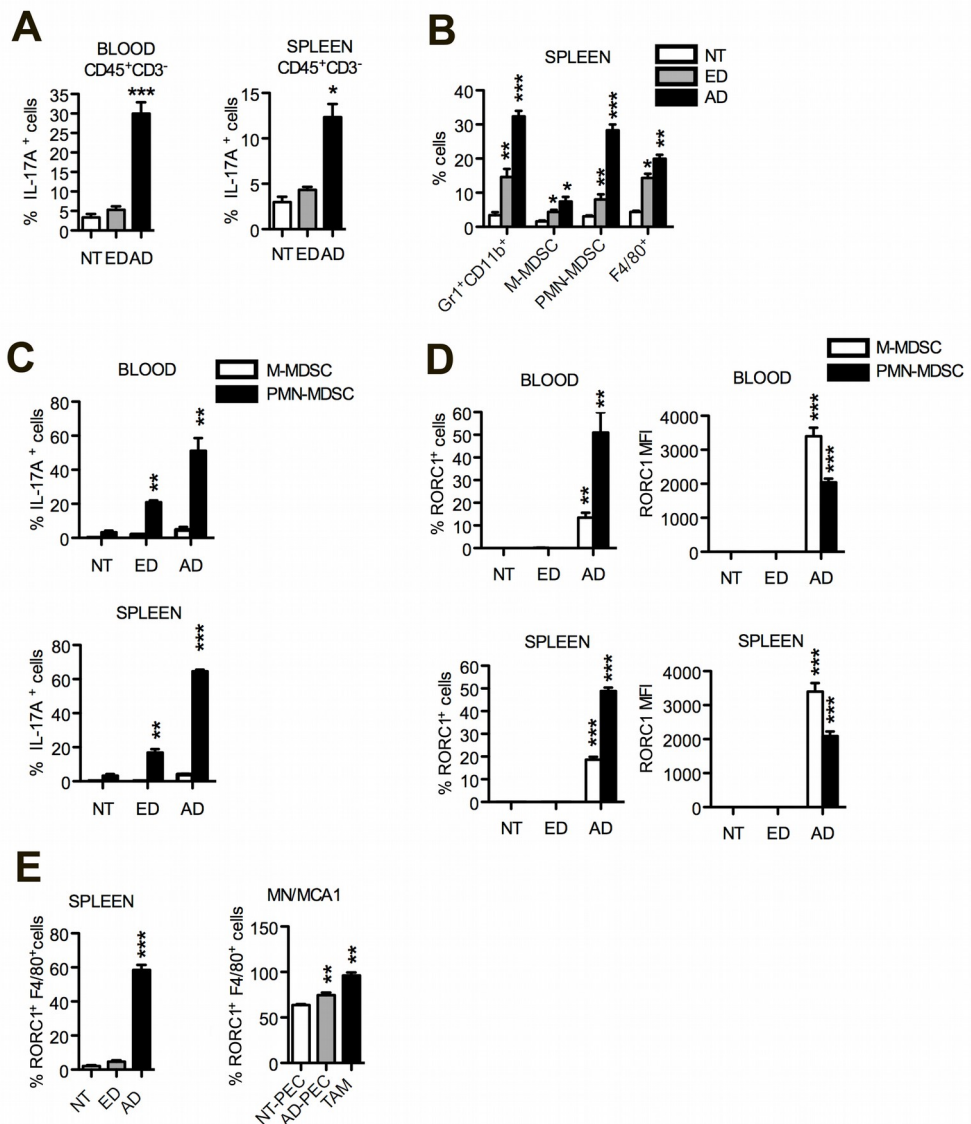 A
BLOOD
CD45+CD3-
% IL-17A + cells
35
30
25
20
15
10
5
0
***
NT ED AD
SPLEEN
CD45+CD3-
% IL-17A + cells
15
10
5
0
*
NT ED AD
B
SPLEEN
NT
ED
AD
% cells
40
30
20
10
0
** *** * * ** *** * **
Gr1+CD11b+
M-MDSC
PMN-MDSC
F4/80+
C
BLOOD
M-MDSC
PMN-MDSC
% IL-17A + cells
80
60
40
20
0
** **
NT ED AD
SPLEEN
% IL-17A + cells
80
60
40
20
0
** ***
NT ED AD
D
M-MDSC
PMN-MDSC
BLOOD
% RORC1+ cells
60
50
40
30
20
10
0
** **
NT ED AD
BLOOD
RORC1 MFI
4000
3000
2000
1000
0
*** ***
NT ED AD
SPLEEN
% RORC1+ cells
60
50
40
30
20
10
0
*** ***
NT ED AD
SPLEEN
RORC1 MFI
4000
3000
2000
1000
0
*** ***
NT ED AD
E
SPLEEN
% RORC1+ F4/80+cells
80
60
40
20
0
***
NT ED AD
MN/MCA1
% RORC1+ F4/80+ cells
150
100
50
0
** **
NT-PEC
AD-PEC
TAM